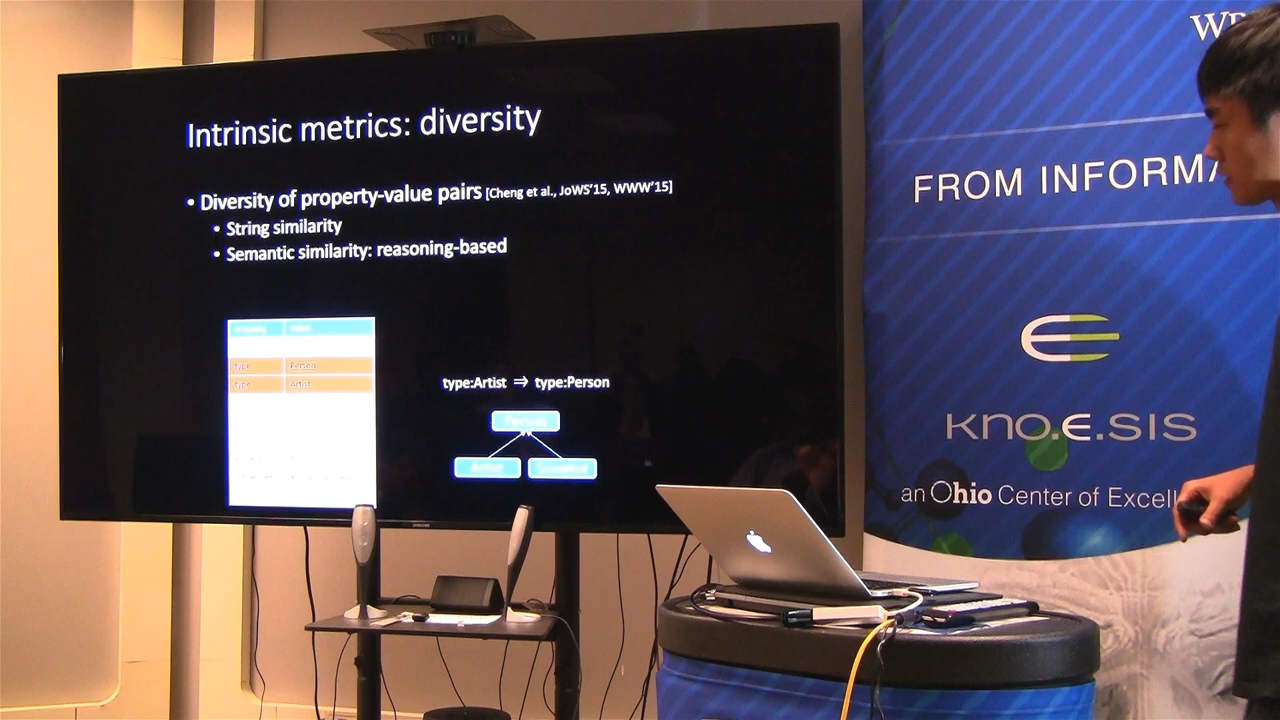 Intrinsic metrics: diversity
• Diversity of property-value pairs [Cheng et al., JoWS'15, WWW'15]
• String similarity
• Semantic similarity: reasoning-based
type Person
type Artist
type:Artist ⇒ type:Person
Person
Artist
FROM INFORMA
kno.e.sis
an Ohio Center of Excell